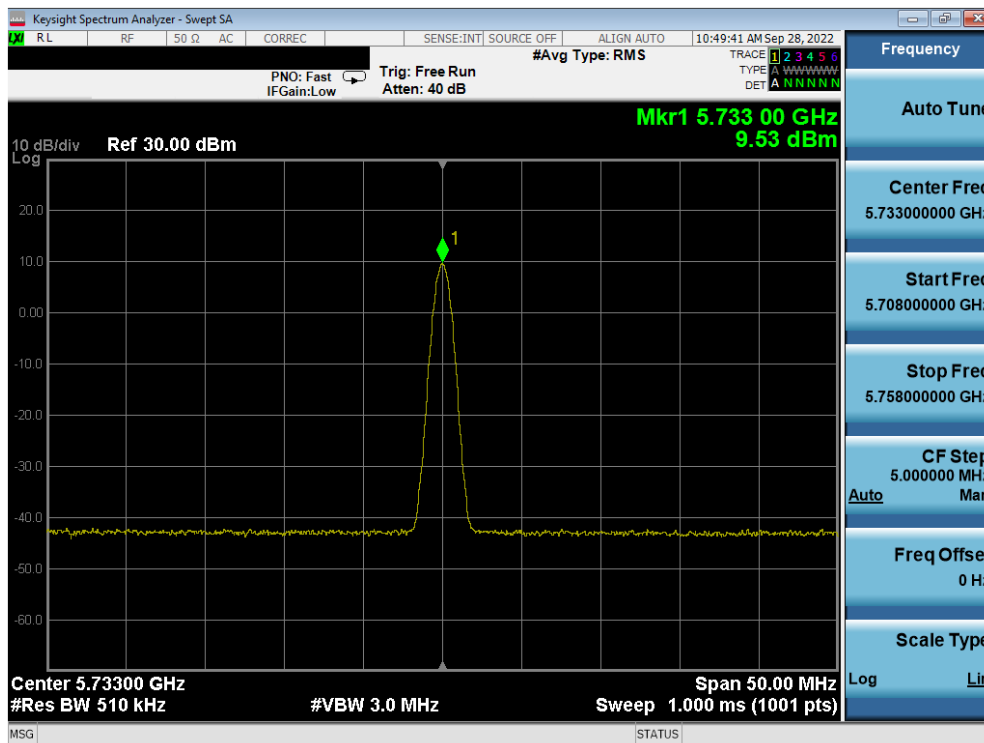 Keysight Spectrum Analyzer - Swept SA
LXI RL RF 50 Ω AC CORREC SENSE:INT SOURCE OFF ALIGN AUTO 10:49:41 AM Sep 28, 2022
#Avg Type: RMS
PNO: Fast
IFGain:Low
Trig: Free Run
Atten: 40 dB
TRACE 1 2 3 4 5 6
TYPE A WWWWW
DET A N N N N N
Mkr1 5.733 00 GHz
9.53 dBm
10 dB/div Ref 30.00 dBm
Log
20.0
10.0
0.00
-10.0
-20.0
-30.0
-40.0
-50.0
-60.0
1
Center 5.73300 GHz Span 50.00 MHz
#Res BW 510 kHz #VBW 3.0 MHz Sweep 1.000 ms (1001 pts)
MSG STATUS
Frequency
Auto Tune
Center Freq
5.733000000 GHz
Start Freq
5.708000000 GHz
Stop Freq
5.758000000 GHz
CF Step
5.000000 MHz
Auto Man
Freq Offset
0 Hz
Scale Type
Log Lin